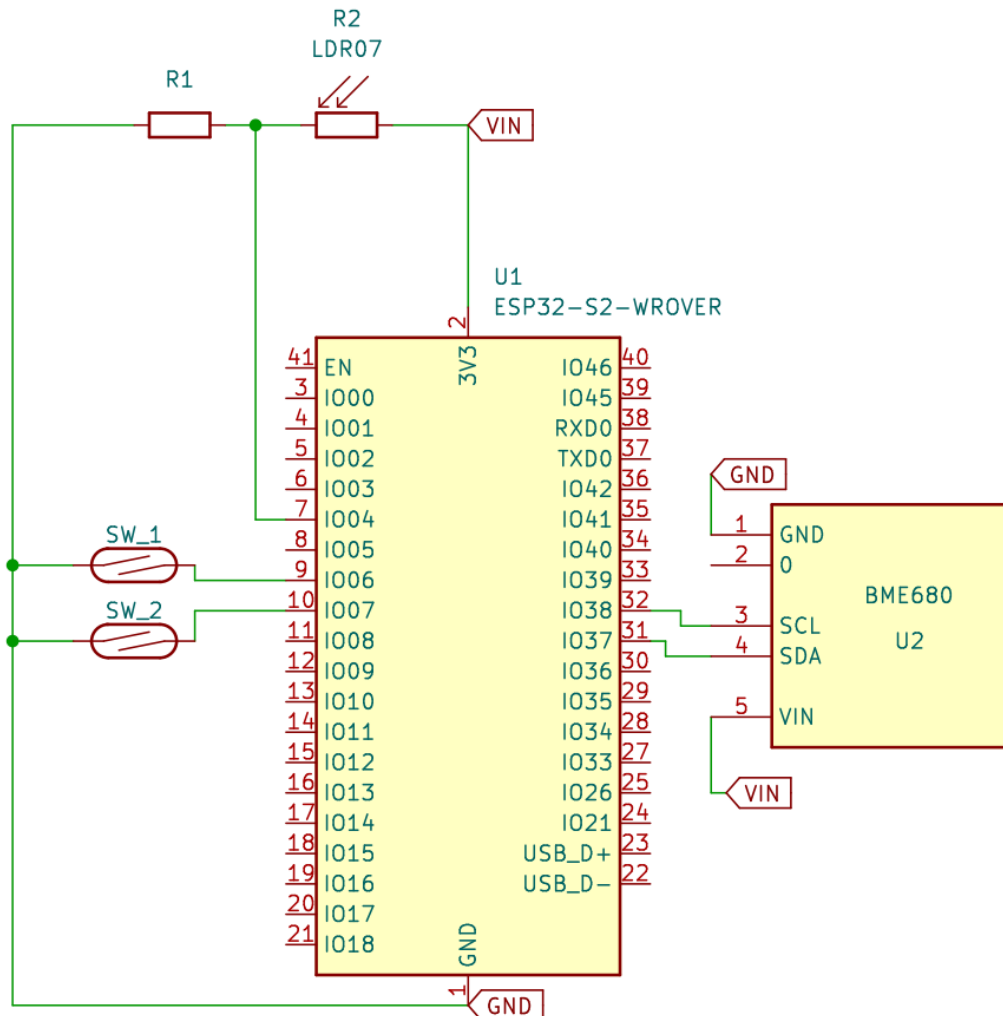 R2
LDR07
R1
VIN
U1
ESP32-S2-WROVER
2
3V3
41 EN
3 IO00
4 IO01
5 IO02
6 IO03
7 IO04
8 IO05
9 IO06
10 IO07
11 IO08
12 IO09
13 IO10
14 IO11
15 IO12
16 IO13
17 IO14
18 IO15
19 IO16
20 IO17
21 IO18
IO46 40
IO45 39
RXD0 38
TXD0 37
IO42 36
IO41 35
IO40 34
IO39 33
IO38 32
IO37 31
IO36 30
IO35 29
IO34 28
IO33 27
IO26 25
IO21 24
USB_D+ 23
USB_D- 22
SW_1
SW_2
GND
1
GND
GND
1 GND
2 0
3 SCL
4 SDA
5 VIN
BME680
U2
VIN